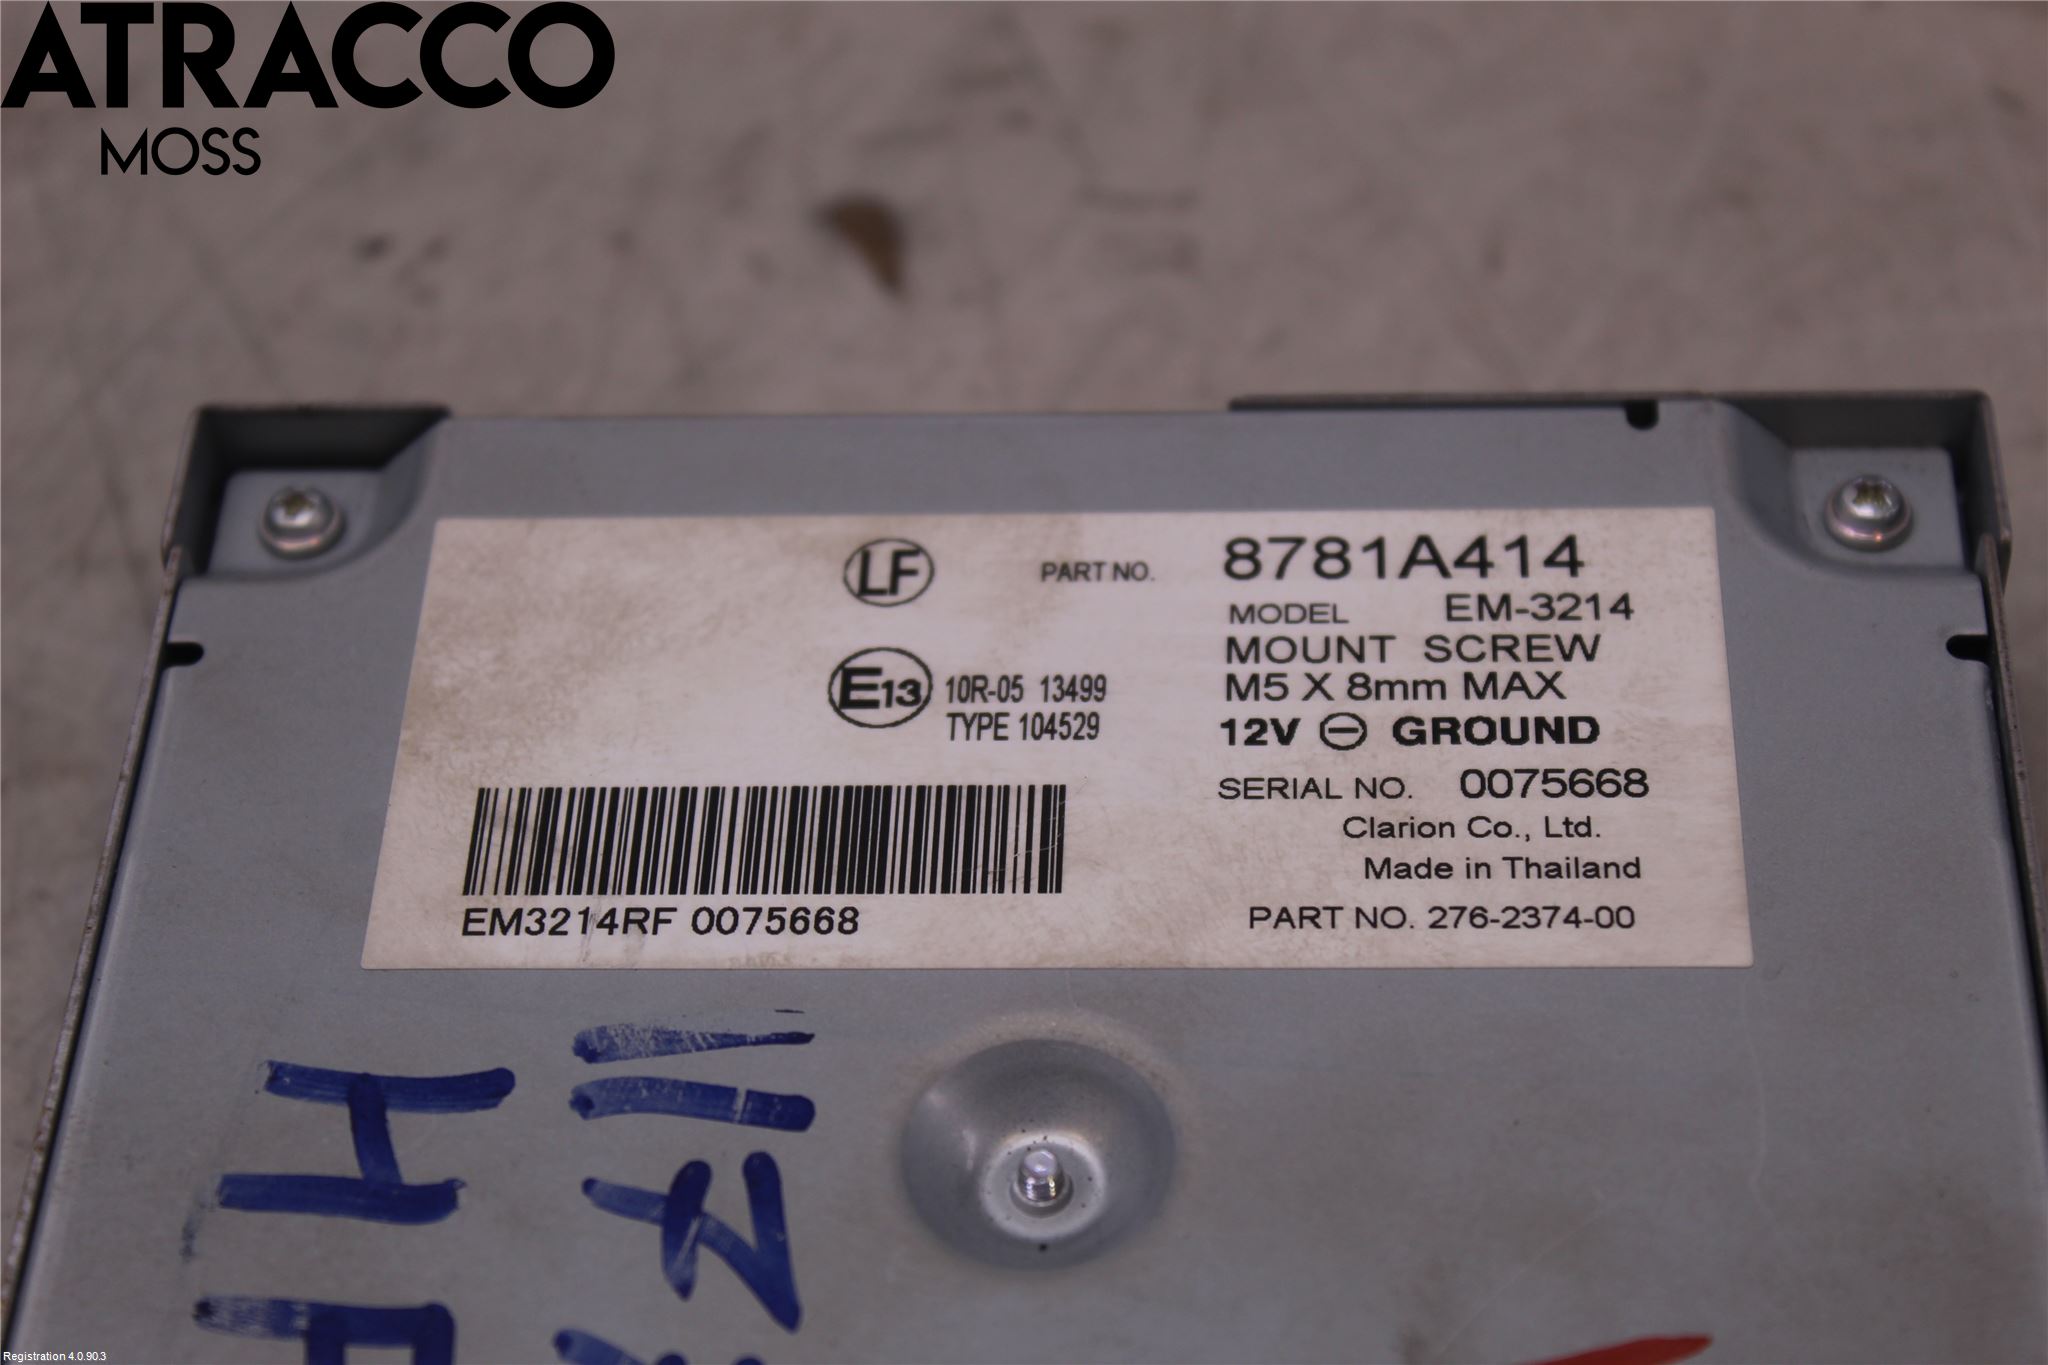 ATRACCO
MOSS
LF
PART NO. 8781A414
MODEL EM-3214
MOUNT SCREW
M5 X 8mm MAX
12V ⊖ GROUND
E13 10R-05 13499
TYPE 104529
SERIAL NO. 0075668
Clarion Co., Ltd.
Made in Thailand
PART NO. 276-2374-00
EM3214RF 0075668
Registration 4.0.90.3